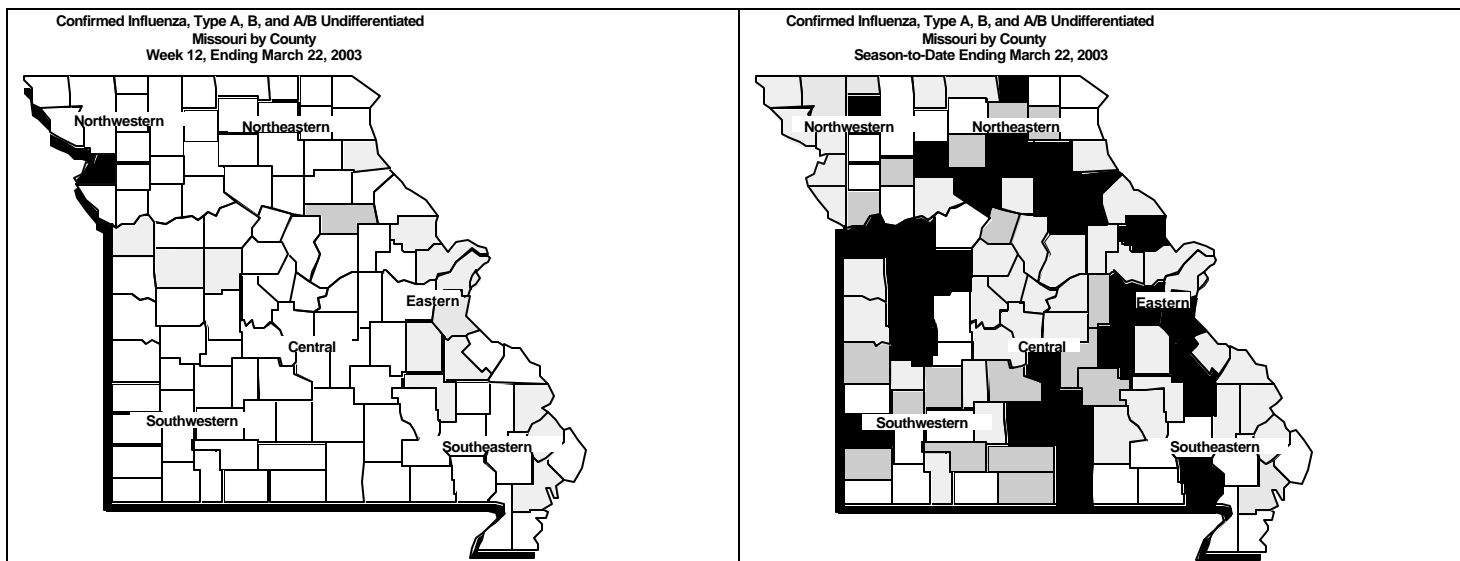 Confirmed Influenza, Type A, B, and A/B Undifferentiated
Missouri by County
Week 12, Ending March 22, 2003
Northwestern
Northeastern
Eastern
Central
Southwestern
Southeastern
Confirmed Influenza, Type A, B, and A/B Undifferentiated
Missouri by County
Season-to-Date Ending March 22, 2003
Northwestern
Northeastern
Eastern
Central
Southwestern
Southeastern